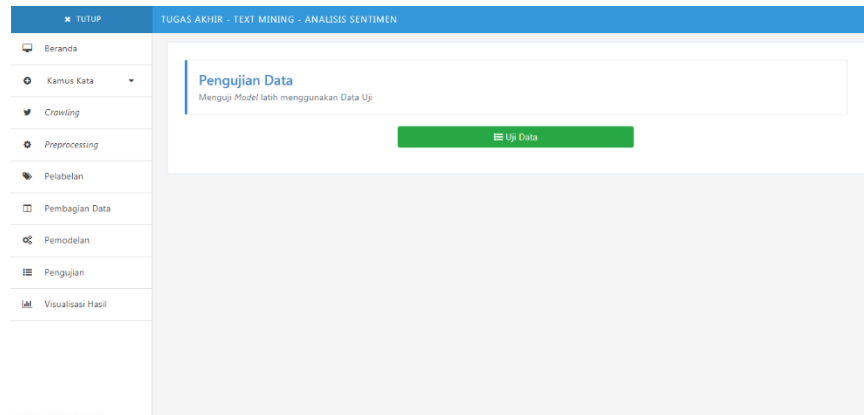 ✖ TUTUP
TUGAS AKHIR - TEXT MINING - ANALISIS SENTIMEN
Beranda
Kamus Kata
Crawling
Preprocessing
Pelabelan
Pembagian Data
Pemodelan
Pengujian
Visualisasi Hasil
Pengujian Data
Menguji Model latih menggunakan Data Uji
Uji Data